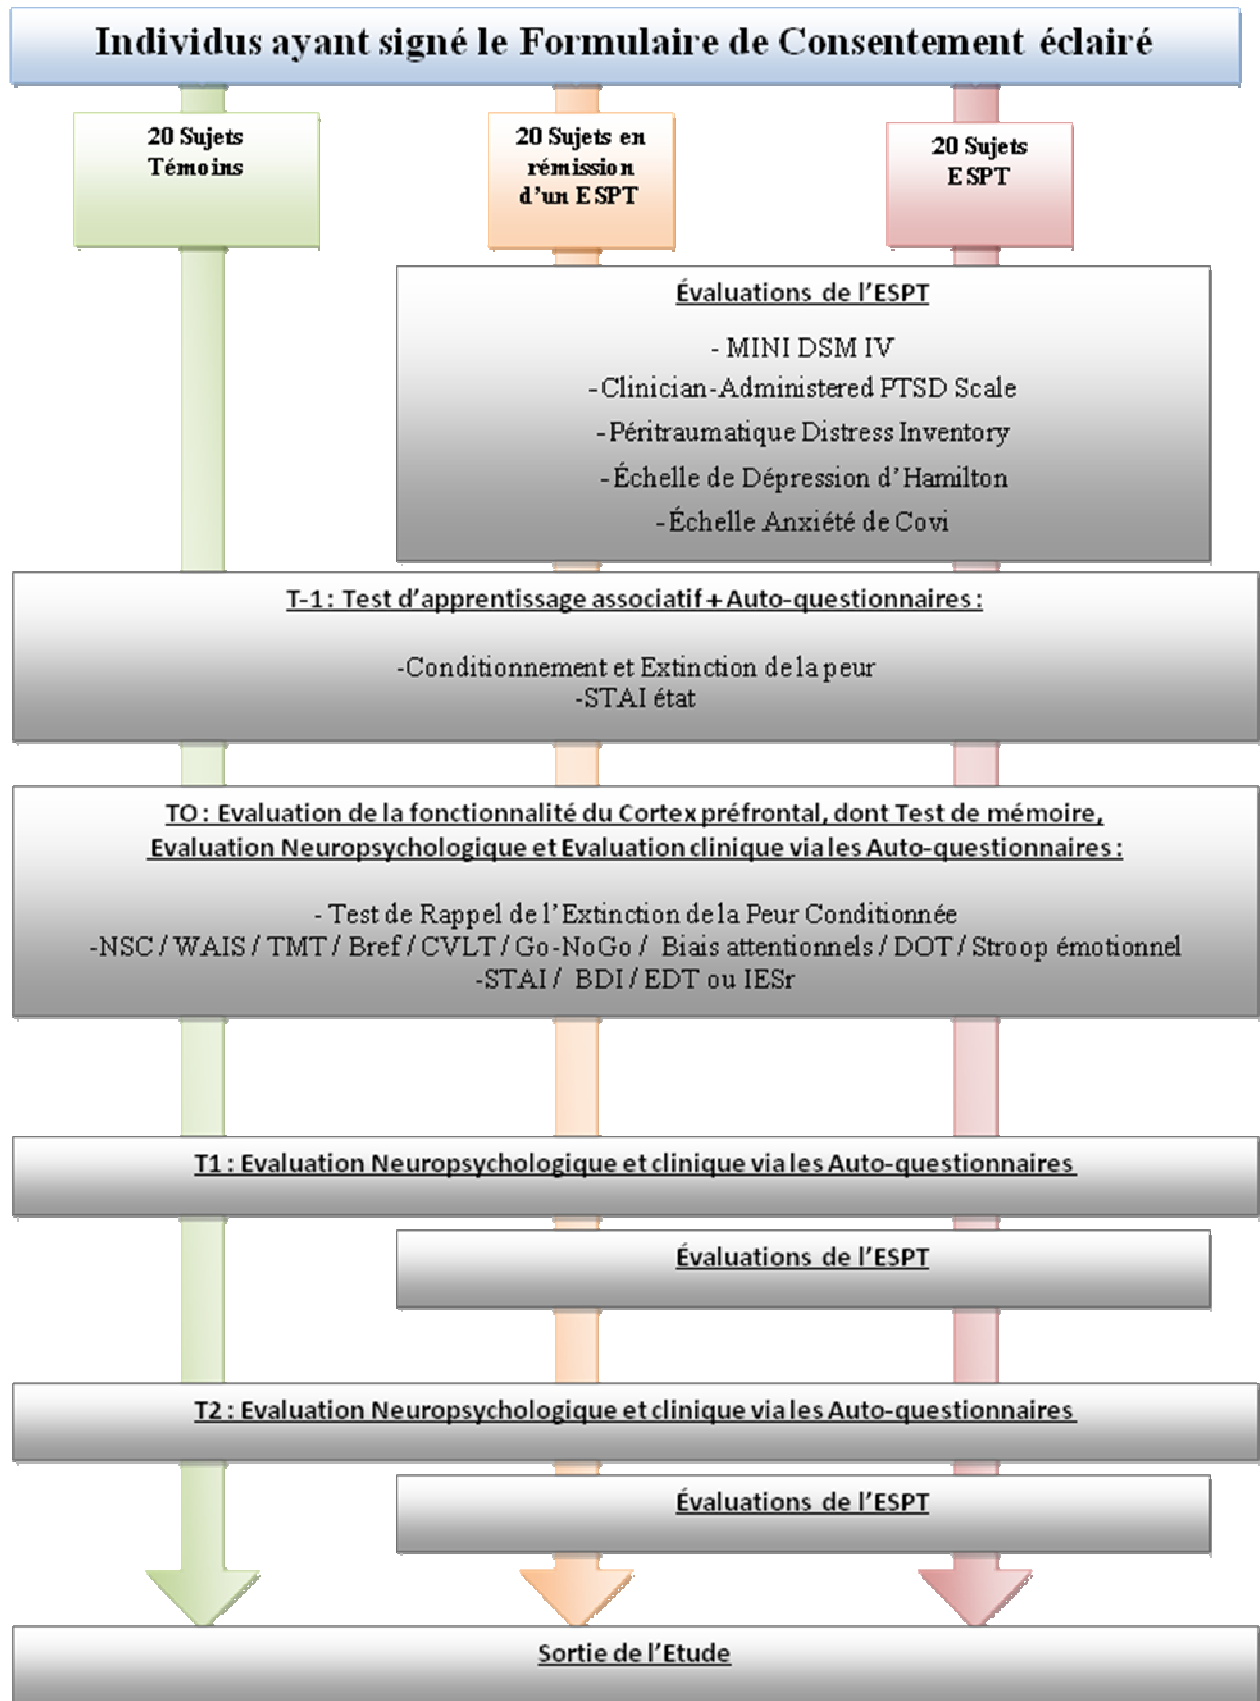 Individus ayant signé le Formulaire de Consentement éclairé
20 Sujets
Témoins
20 Sujets en
rémission
d'un ESPT
20 Sujets
ESPT
Évaluations de l'ESPT
- MINI DSM IV
-Clinician-Administered PTSD Scale
-Péritraumatique Distress Inventory
-Échelle de Dépression d'Hamilton
-Échelle Anxiété de Covi
T-1 : Test d'apprentissage associatif + Auto-questionnaires :
-Conditionnement et Extinction de la peur
-STAI état
TO : Evaluation de la fonctionnalité du Cortex préfrontal, dont Test de mémoire,
Evaluation Neuropsychologique et Evaluation clinique via les Auto-questionnaires :
- Test de Rappel de l'Extinction de la Peur Conditionnée
-NSC / WAIS / TMT / Bref / CVLT / Go-NoGo / Biais attentionnels / DOT / Stroop émotionnel
-STAI / BDI / EDT ou IESr
T1 : Evaluation Neuropsychologique et clinique via les Auto-questionnaires
Évaluations de l'ESPT
T2 : Evaluation Neuropsychologique et clinique via les Auto-questionnaires
Évaluations de l'ESPT
Sortie de l'Etude